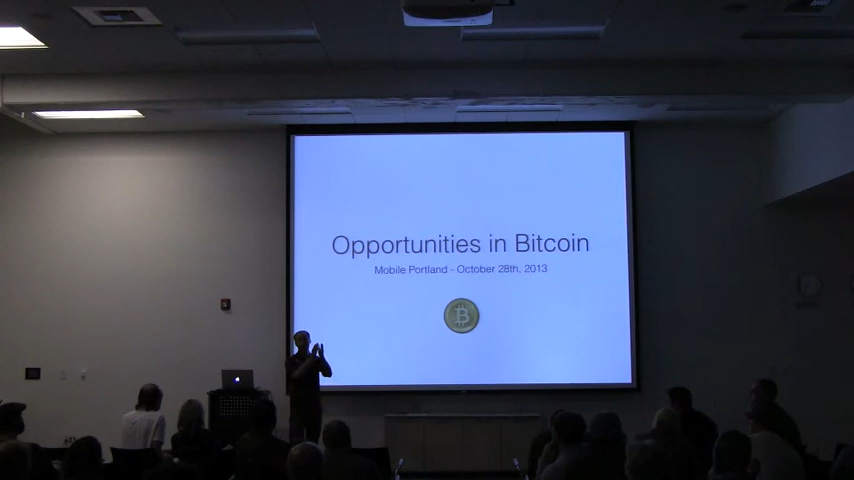 Opportunities in Bitcoin
Mobile Portland - October 28th, 2013
B